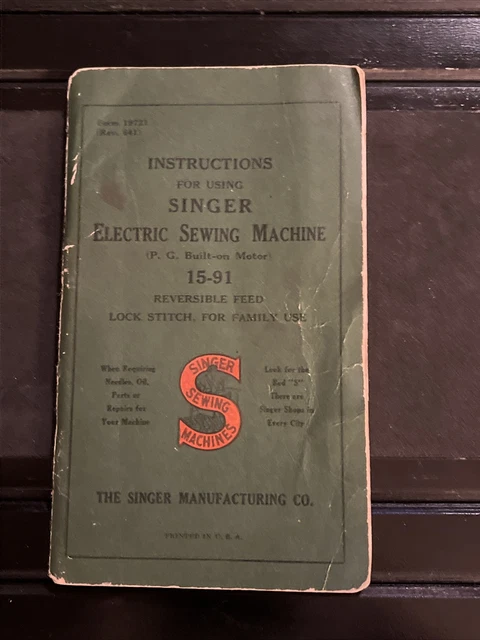 Form 19723
(Rev. 841)
INSTRUCTIONS
FOR USING
SINGER
ELECTRIC SEWING MACHINE
(P. G. Built-on Motor)
15-91
REVERSIBLE FEED
LOCK STITCH, FOR FAMILY USE
When Requiring
Needles, Oil,
Parts or
Repairs for
Your Machine
SINGER
SEWING
MACHINES
Look for the
Red "S"
There are
Singer Shops in
Every City
THE SINGER MANUFACTURING CO.
PRINTED IN U. S. A.